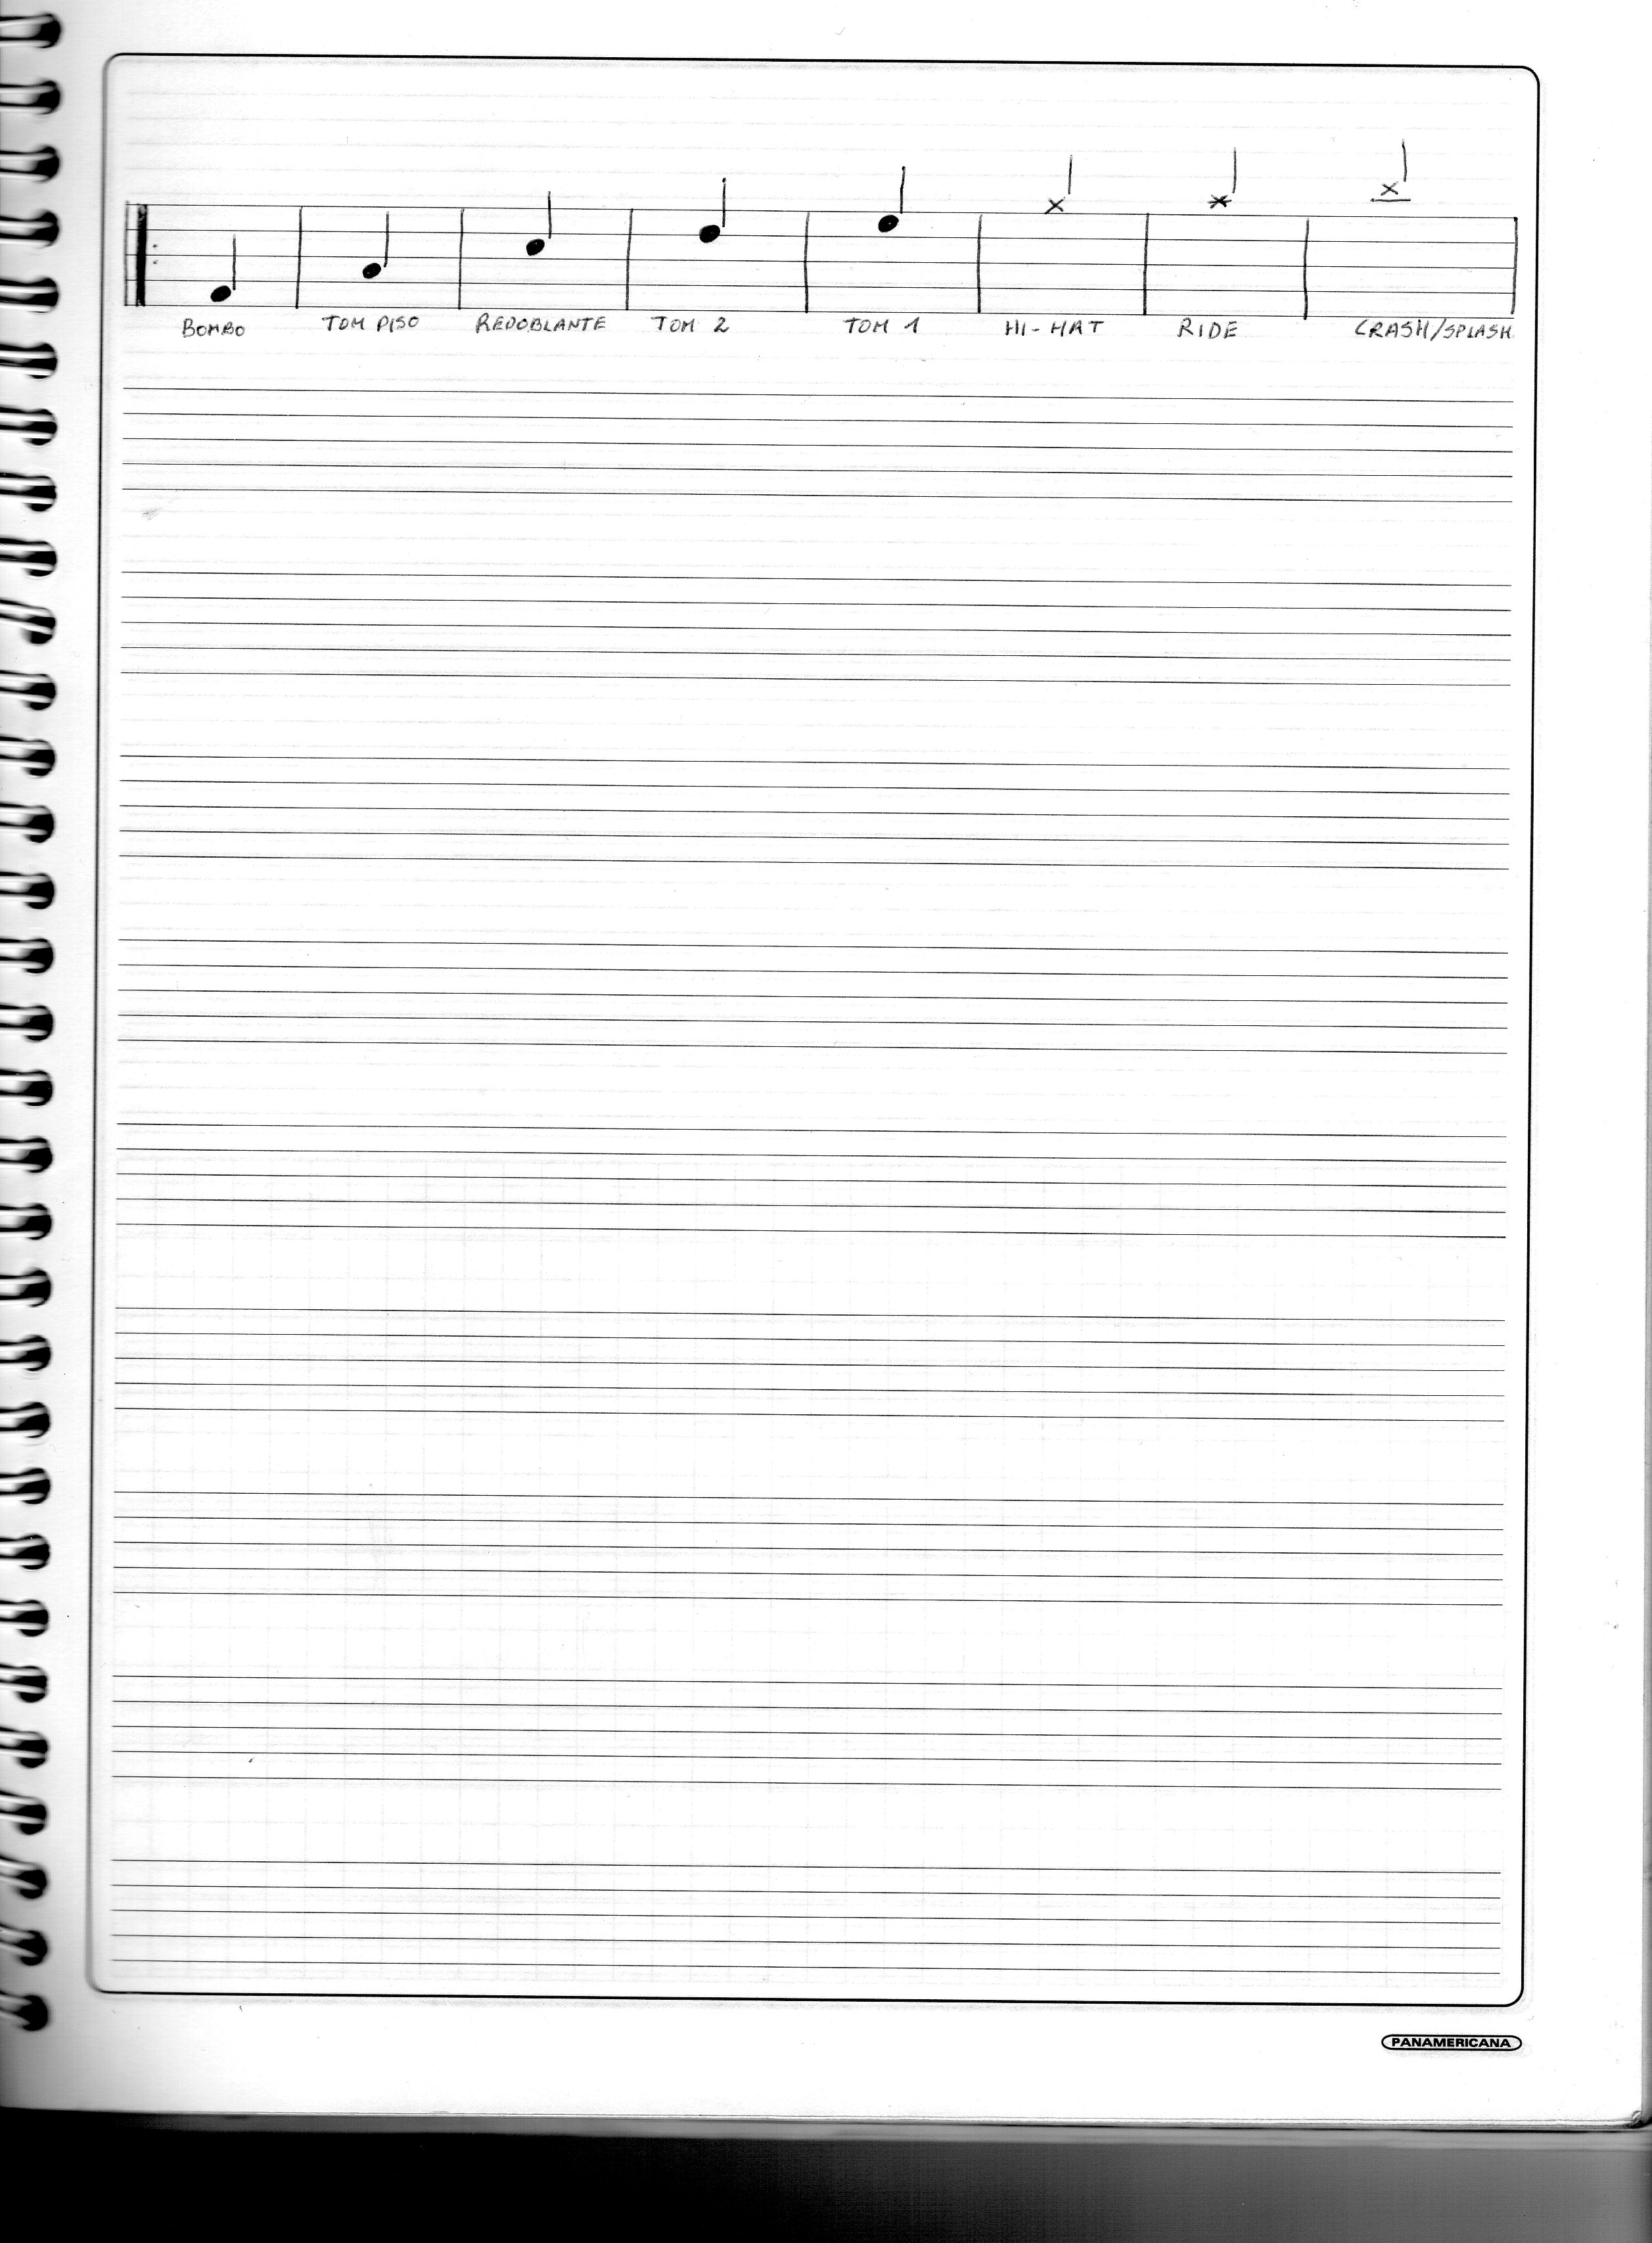 BOMBO TOM PISO REDOBLANTE TOM 2 TOM 1 HI-HAT RIDE CRASH/SPLASH
PANAMERICANA